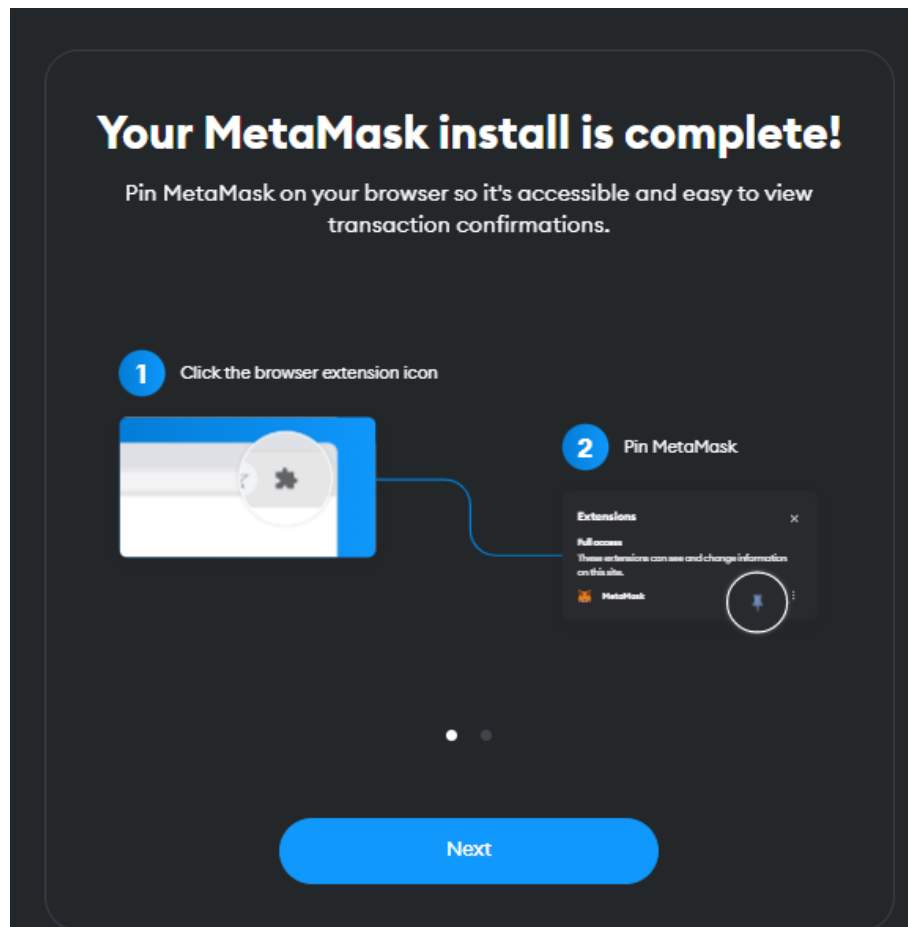 Your MetaMask install is complete!
Pin MetaMask on your browser so it's accessible and easy to view
transaction confirmations.
1 Click the browser extension icon
2 Pin MetaMask
Extensions
Full access
These extensions can see and change information
on this site.
MetaMask
Next